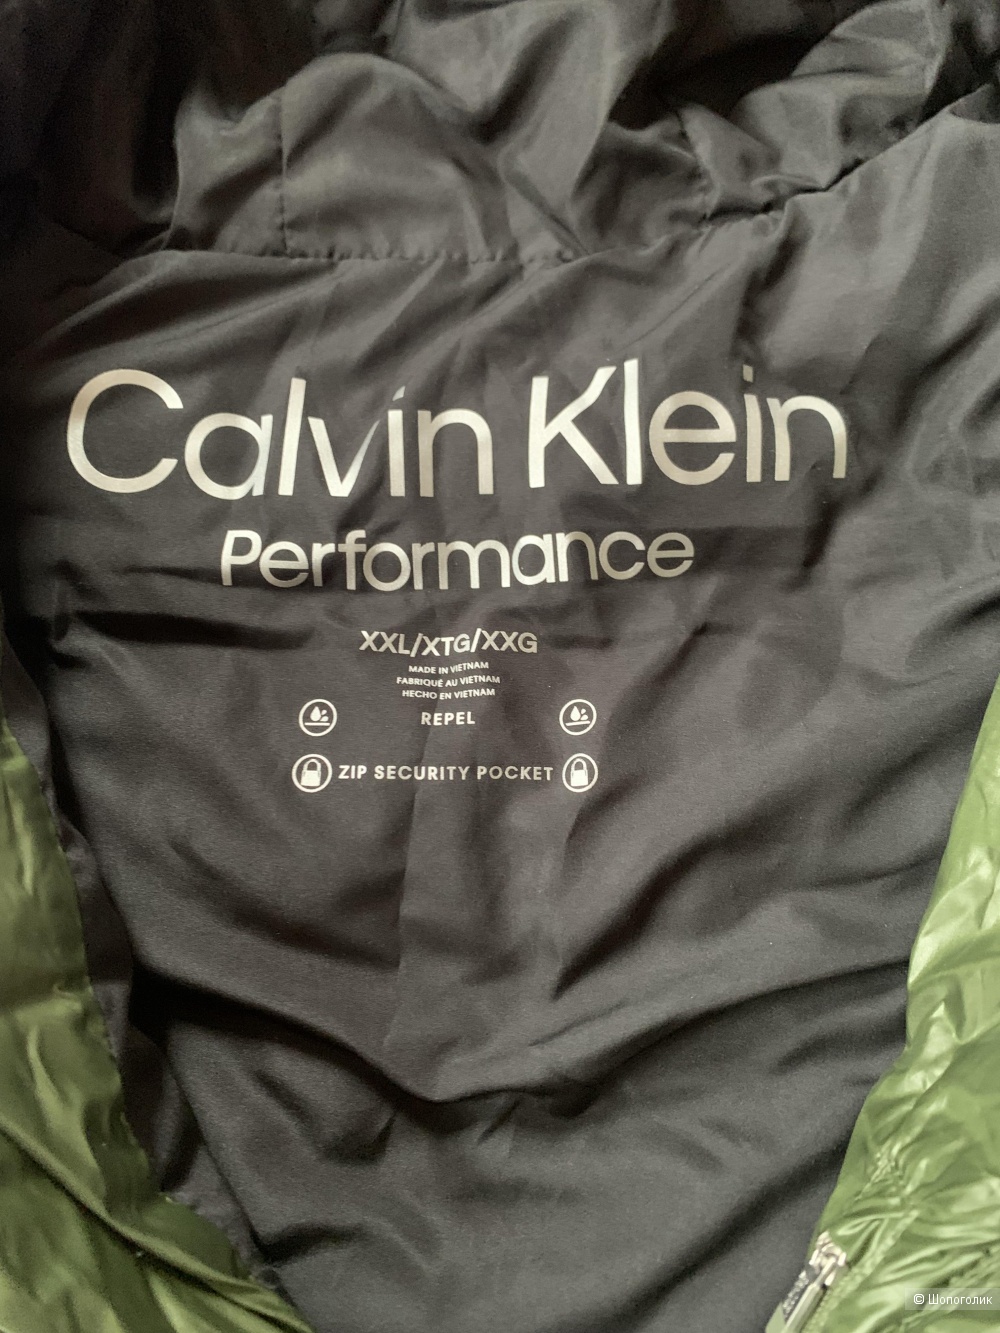 Calvin Klein
Performance
XXL/XTG/XXG
MADE IN VIETNAM
FABRIQUÉ AU VIETNAM
HECHO EN VIETNAM
REPEL
ZIP SECURITY POCKET
© Шопоголик